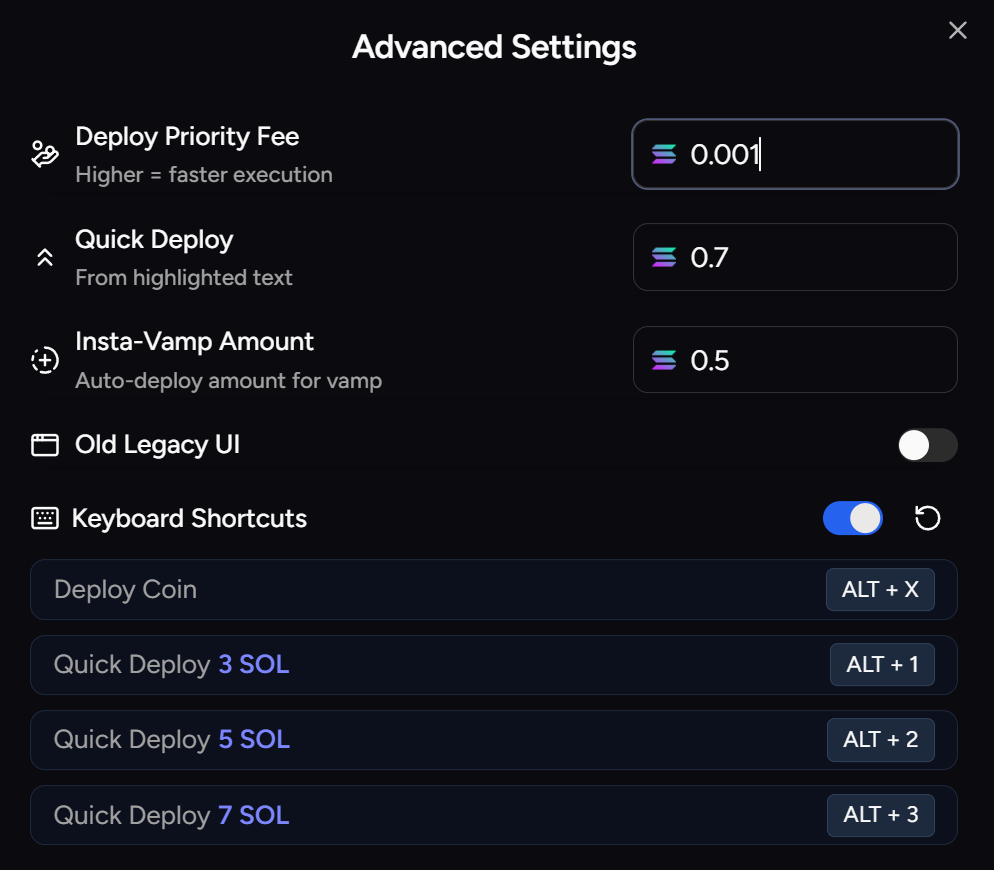 Advanced Settings
Deploy Priority Fee
Higher = faster execution
0.001
Quick Deploy
From highlighted text
0.7
Insta-Vamp Amount
Auto-deploy amount for vamp
0.5
Old Legacy UI
Keyboard Shortcuts
Deploy Coin ALT + X
Quick Deploy 3 SOL ALT + 1
Quick Deploy 5 SOL ALT + 2
Quick Deploy 7 SOL ALT + 3